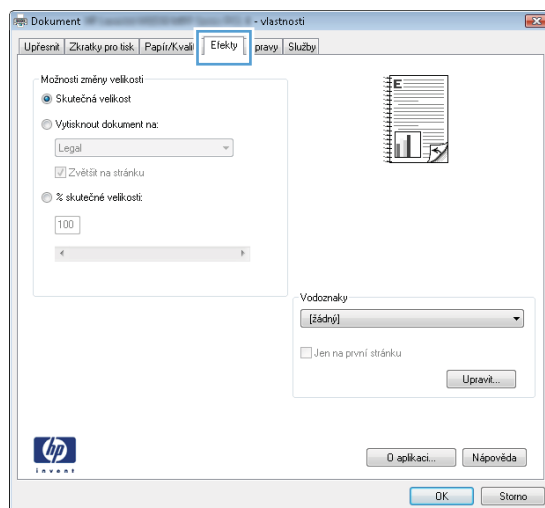 Dokument - vlastnosti
Upřesnit Zkratky pro tisk Papír/Kvali Efekty pravy Služby
Možnosti změny velikosti
Skutečná velikost
Vytisknout dokument na:
Legal
Zvětšit na stránku
% skutečné velikosti:
100
E
Vodoznaky
[žádný]
Jen na první stránku
Upravit...
hp
invent
O aplikaci... Nápověda
OK Storno